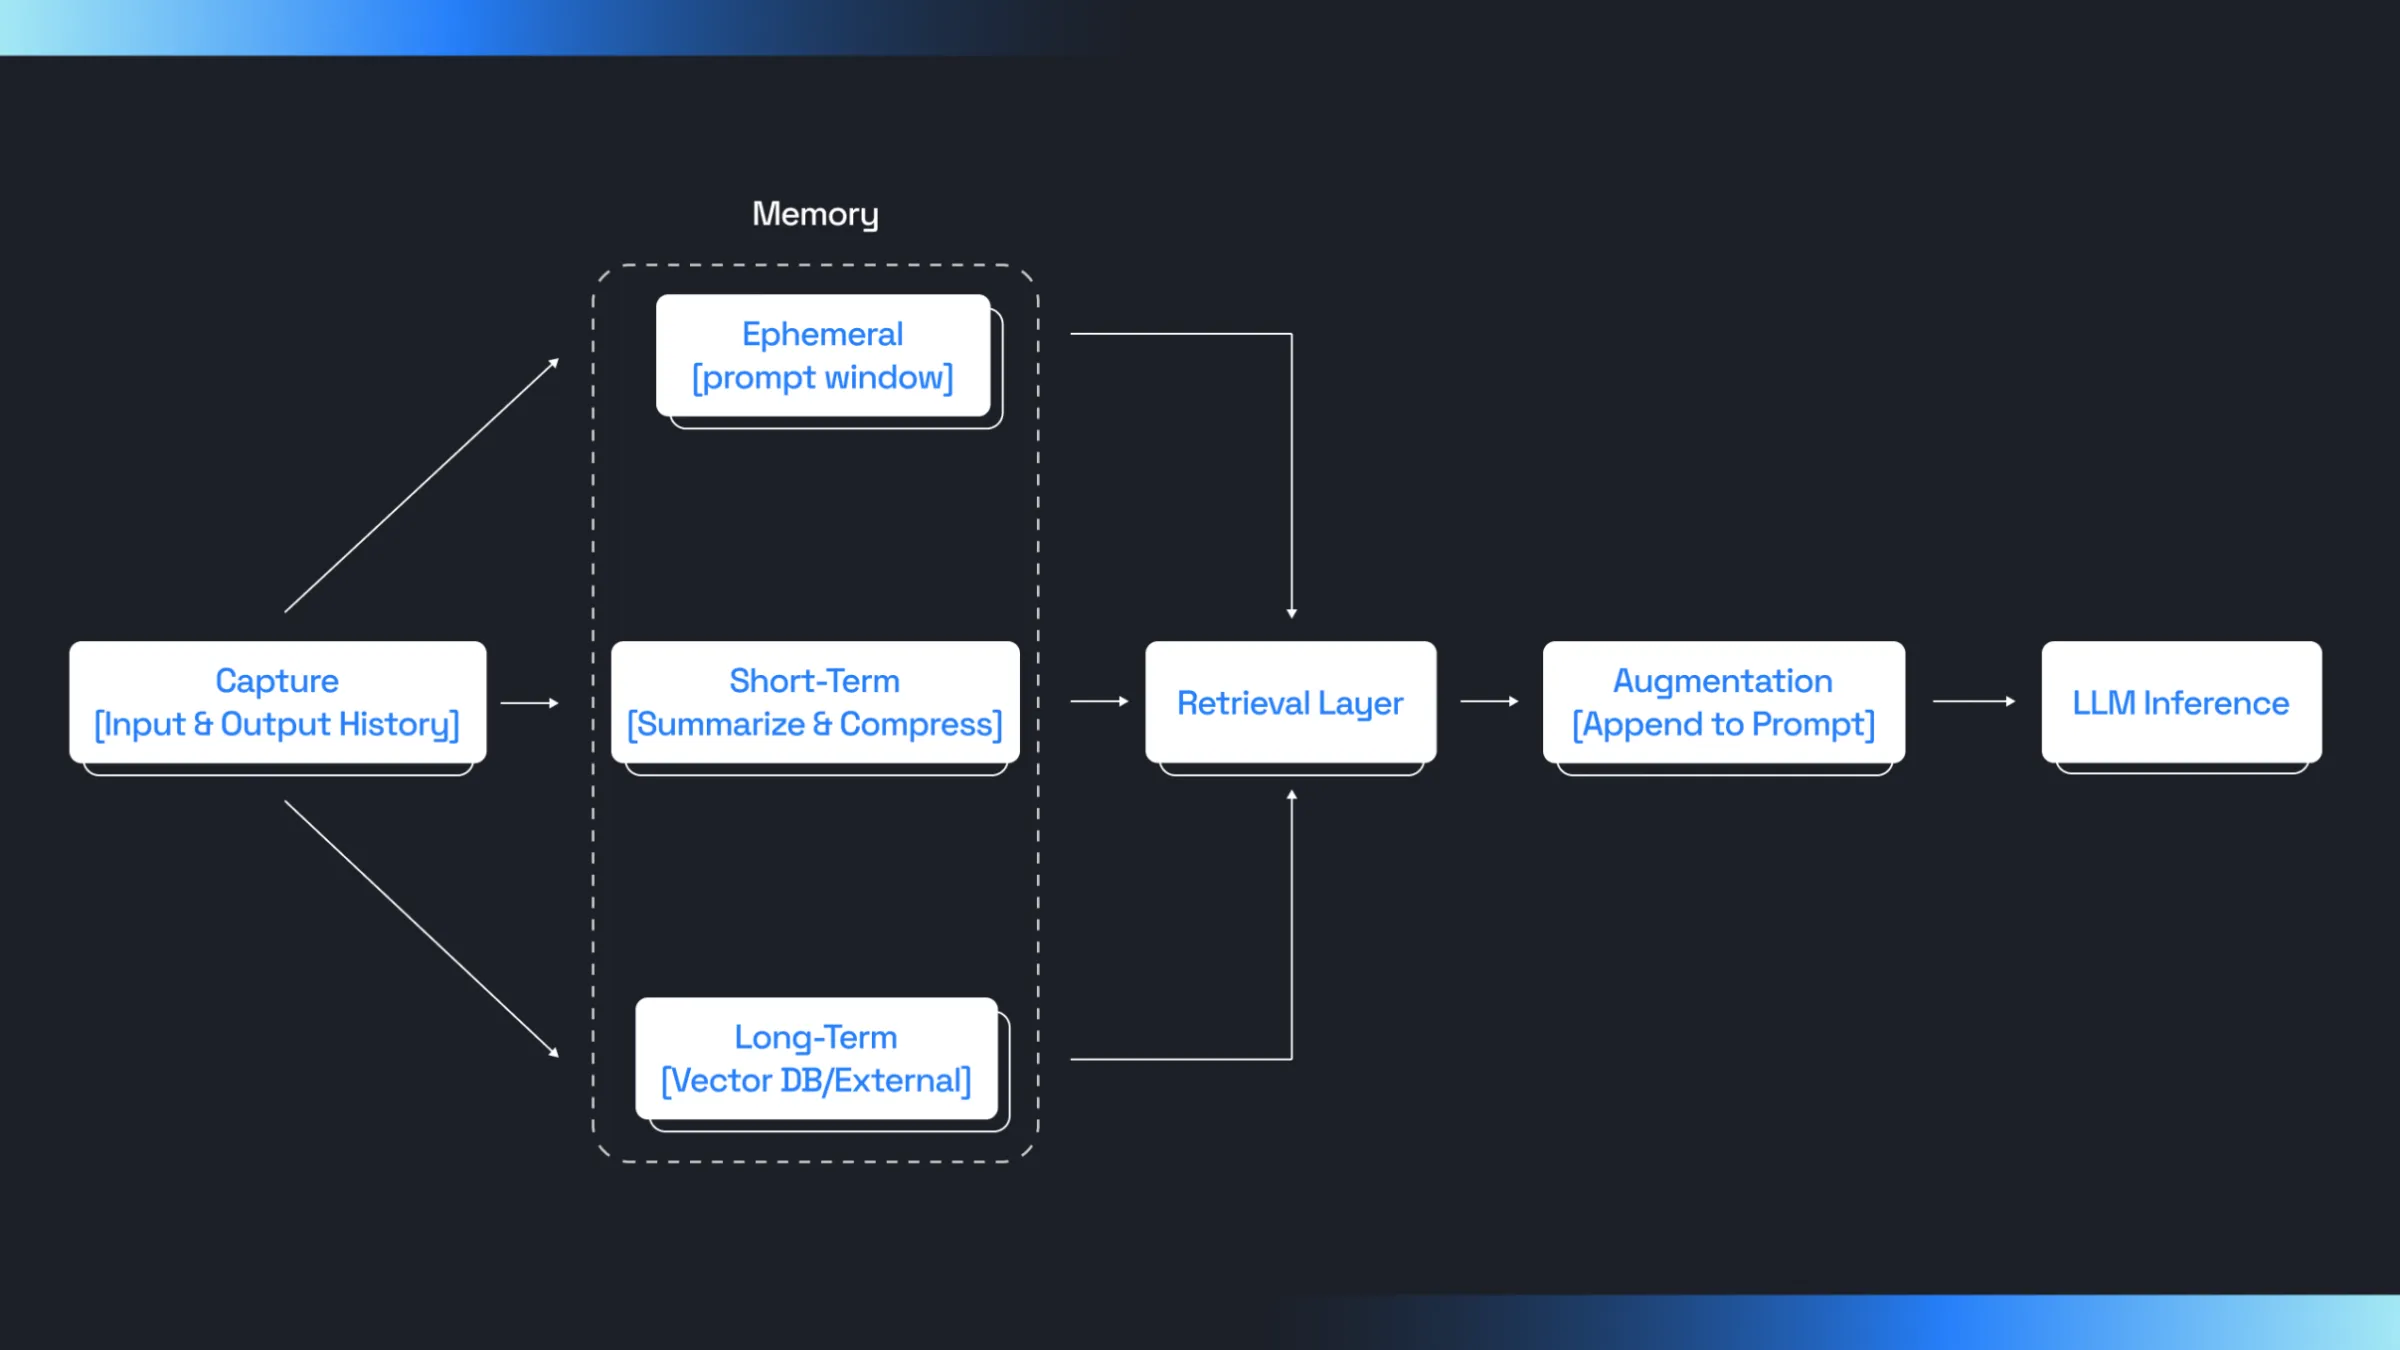 Memory
Ephemeral
[prompt window]
Capture
[Input & Output History]
Short-Term
[Summarize & Compress]
Retrieval Layer
Augmentation
[Append to Prompt]
LLM Inference
Long-Term
[Vector DB/External]